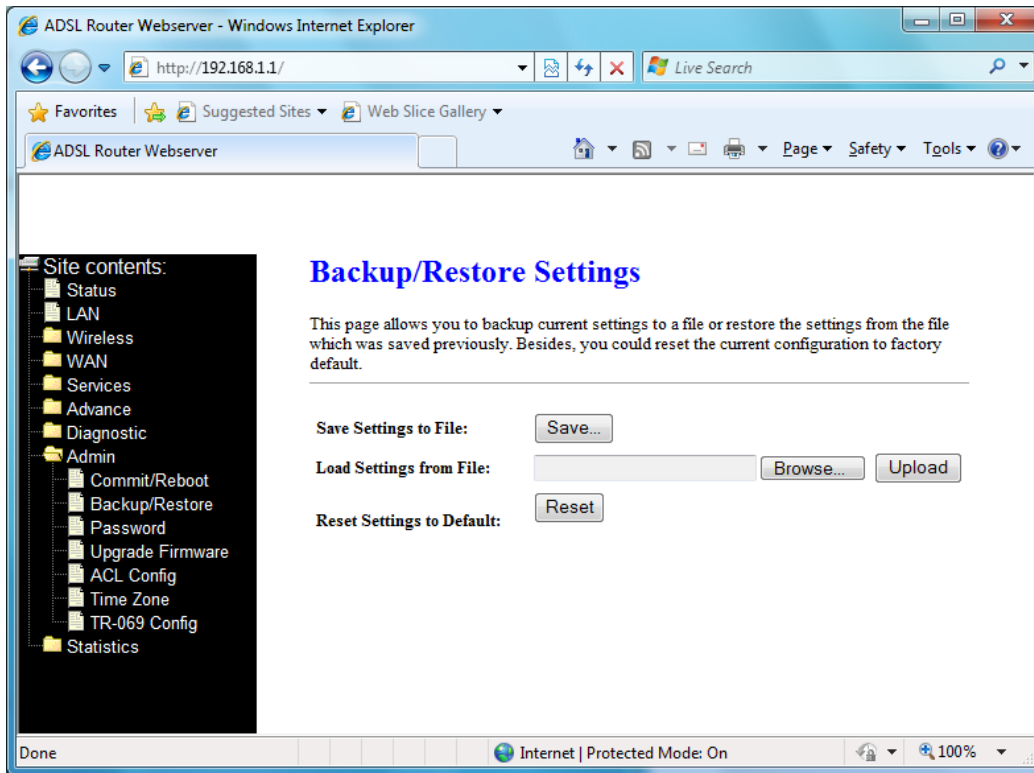 ADSL Router Webserver - Windows Internet Explorer
http://192.168.1.1/
Live Search
Favorites Suggested Sites Web Slice Gallery
ADSL Router Webserver Page Safety Tools
Site contents:
Status
LAN
Wireless
WAN
Services
Advance
Diagnostic
Admin
Commit/Reboot
Backup/Restore
Password
Upgrade Firmware
ACL Config
Time Zone
TR-069 Config
Statistics
Backup/Restore Settings
This page allows you to backup current settings to a file or restore the settings from the file
which was saved previously. Besides, you could reset the current configuration to factory
default.
Save Settings to File: Save...
Load Settings from File: Browse... Upload
Reset Settings to Default: Reset
Done Internet | Protected Mode: On 100%